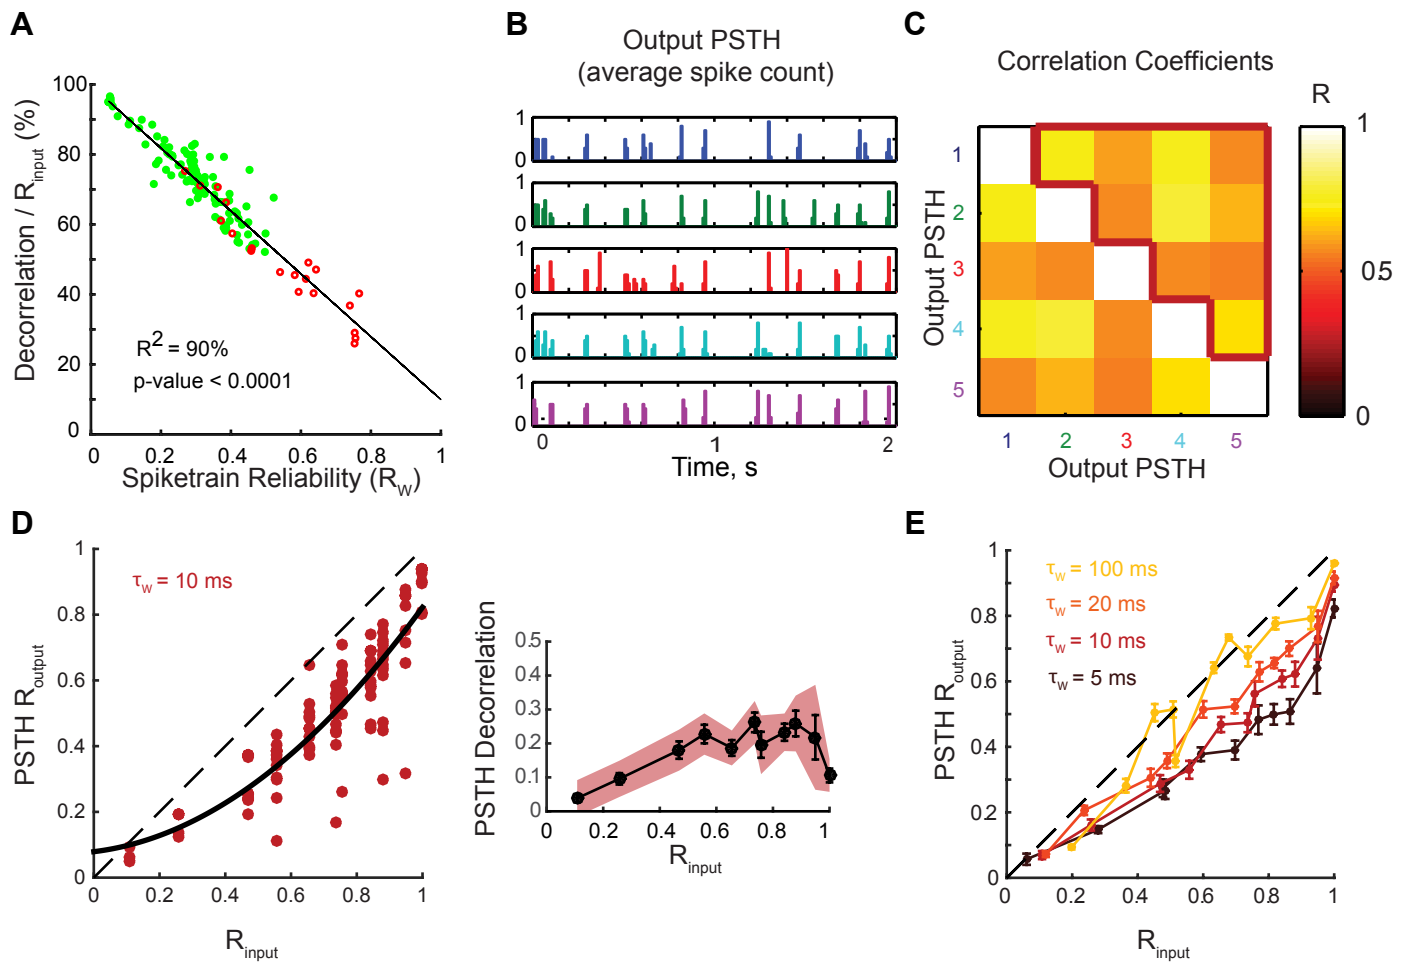 A
100
80
60
40
20
0
Decorrelation / Rinput (%)
R2 = 90%
p-value < 0.0001
0 0.2 0.4 0.6 0.8 1
Spiketrain Reliability (RW)
B
Output PSTH
(average spike count)
1
0
1
0
1
0
1
0
1
0
0 1 2
Time, s
C
Correlation Coefficients
R
1
05
0
Output PSTH
1
2
3
4
5
1 2 3 4 5
Output PSTH
D
1
0.8
0.6
0.4
0.2
0
PSTH Routput
τw = 10 ms
0 0.2 0.4 0.6 0.8 1
Rinput
0.5
0.4
0.3
0.2
0.1
0
PSTH Decorrelation
0 0.2 0.4 0.6 0.8 1
Rinput
E
1
0.8
0.6
0.4
0.2
0
PSTH Routput
τw = 100 ms
τw = 20 ms
τw = 10 ms
τw = 5 ms
0 0.2 0.4 0.6 0.8 1
Rinput